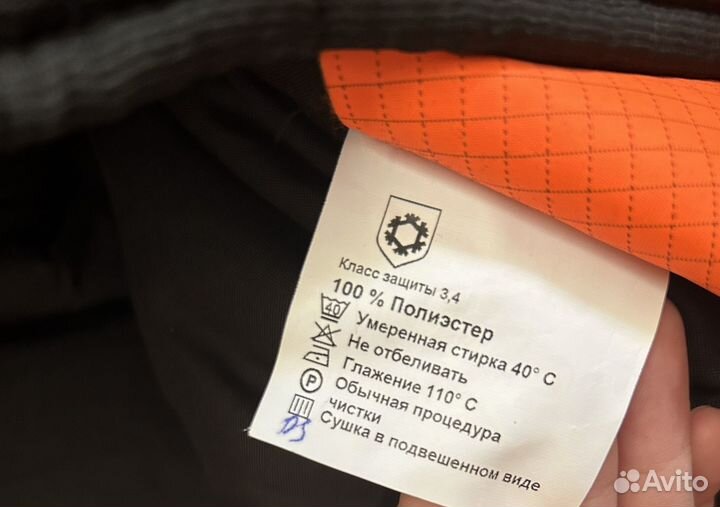 Класс защиты 3,4
100 % Полиэстер
40 Умеренная стирка 40° C
Не отбеливать
Глажение 110° C
P Обычная процедура
чистки
Сушка в подвешенном виде
Avito